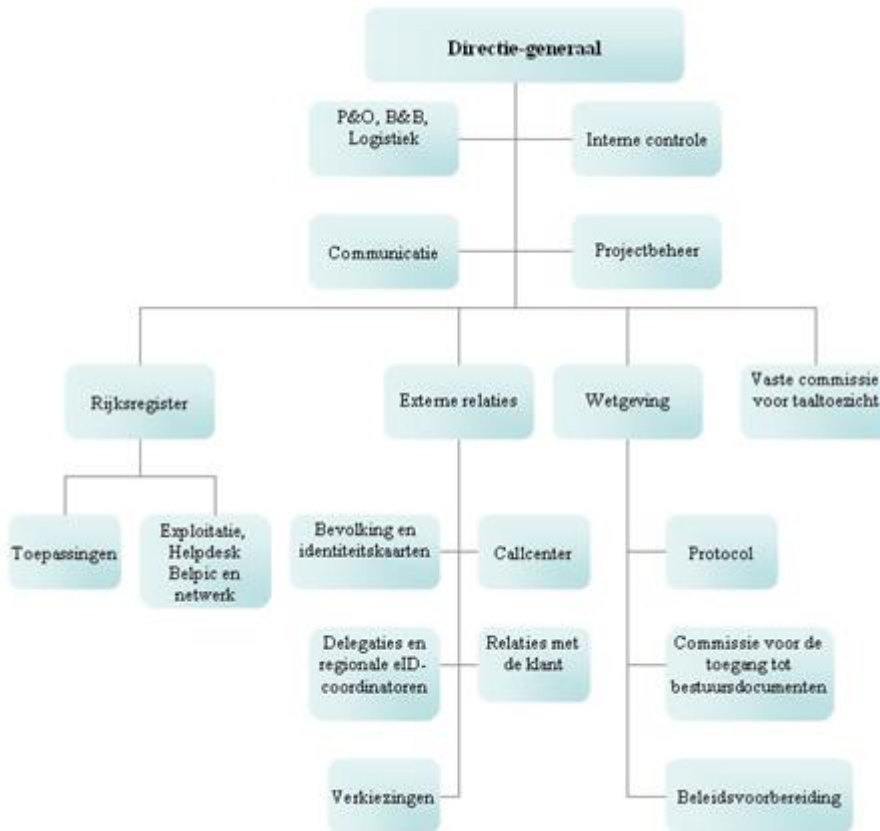 Directie-generaal
P&O, B&B,
Logistiek
Interne controle
Communicatie
Projectbeheer
Rijksregister
Externe relaties
Wetgeving
Vaste commissie
voor taaltoezicht
Toepassingen
Exploitatie,
Helpdesk
Belpic en
netwerk
Bevolking en
identiteitskaarten
Callcenter
Protocol
Delegaties en
regionale eID-
coordinatoren
Relaties met
de klant
Commissie voor de
toegang tot
bestuursdocumenten
Verkiezingen
Beleidsvoorbereiding